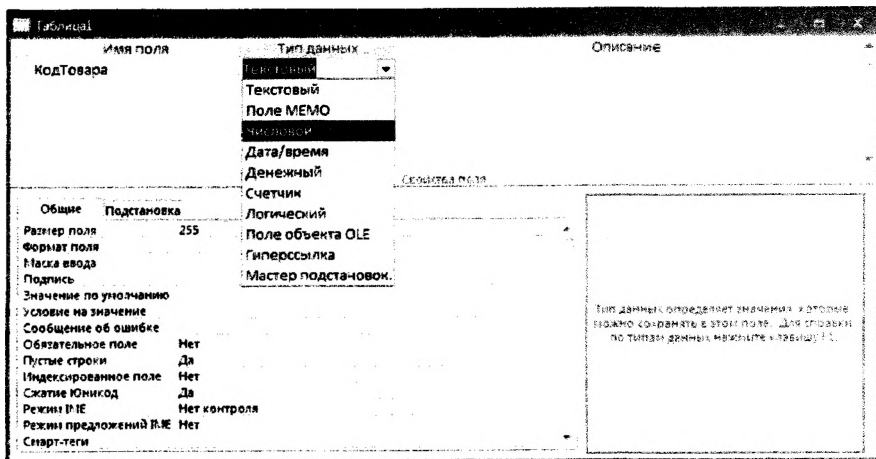 Таблица1
Имя поля Тип данных Описание
КодТовара Текстовый
Текстовый
Поле МЕМО
Числовой
Дата/время
Денежный
Счетчик
Логический
Поле объекта OLE
Гиперссылка
Мастер подстановок.
Свойства поля
Общие Подстановка
Размер поля 255
Формат поля
Маска ввода
Подпись
Значение по умолчанию
Условие на значение
Сообщение об ошибке
Обязательное поле Нет
Пустые строки Да
Индексированное поле Нет
Сжатие Юникод Да
Режим IME Нет контроля
Режим предложений IME Нет
Смарт-теги
Тип данных определяет значения, которые
можно сохранять в этом поле. Для справки
по типам данных нажмите клавишу F1.